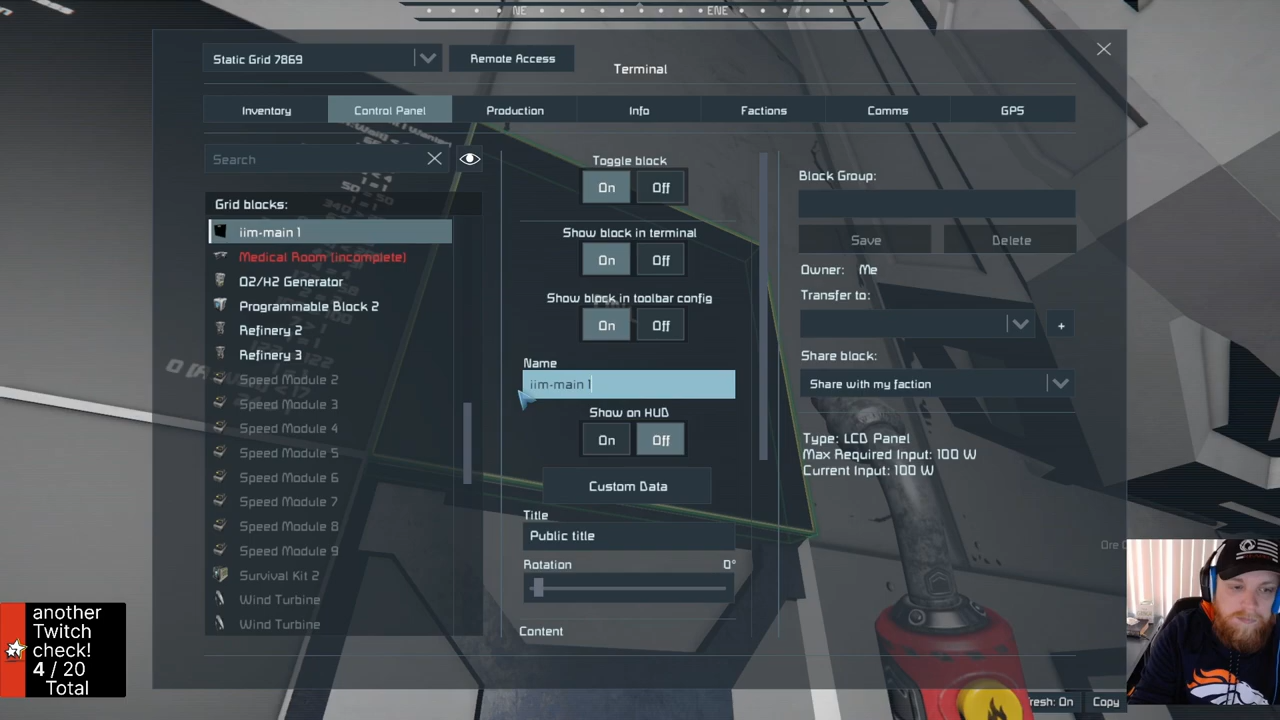 NE
ENE
Static Grid 7869
Remote Access
Terminal
Inventory
Control Panel
Production
Info
Factions
Comms
GPS
Search
Grid blocks:
iim-main 1
Medical Room (Incomplete)
O2/H2 Generator
Programmable Block 2
Refinery 2
Refinery 3
Speed Module 2
Speed Module 3
Speed Module 4
Speed Module 5
Speed Module 6
Speed Module 7
Speed Module 8
Speed Module 9
Survival Kit 2
Wind Turbine
Wind Turbine
Toggle block
On Off
Show block in terminal
On Off
Show block in toolbar config
On Off
Name
iim-main 1
Show on HUD
On Off
Custom Data
Title
Public title
Rotation 0°
Content
Block Group:
Save Delete
Owner: Me
Transfer to:
+
Share block:
Share with my faction
Type: LCD Panel
Max Required Input: 100 W
Current Input: 100 W
Ore
resh: On
Copy
another
Twitch
check!
4 / 20
Total